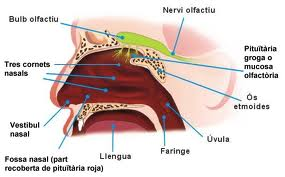 Nervi olfactiu
Bulb olfactiu
Pituïtària
groga o
mucosa
olfactòria
Tres cornets
nasals
Ós
etmoides
Vestíbul
nasal
Úvula
Faringe
Llengua
Fossa nasal (part
recoberta de pituïtària roja)